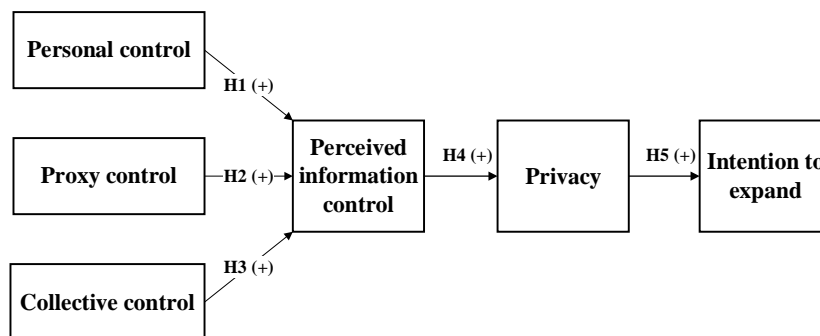 Personal control
H1 (+)
Proxy control
H2 (+)
Collective control
H3 (+)
Perceived
information
control
H4 (+)
Privacy
H5 (+)
Intention to
expand